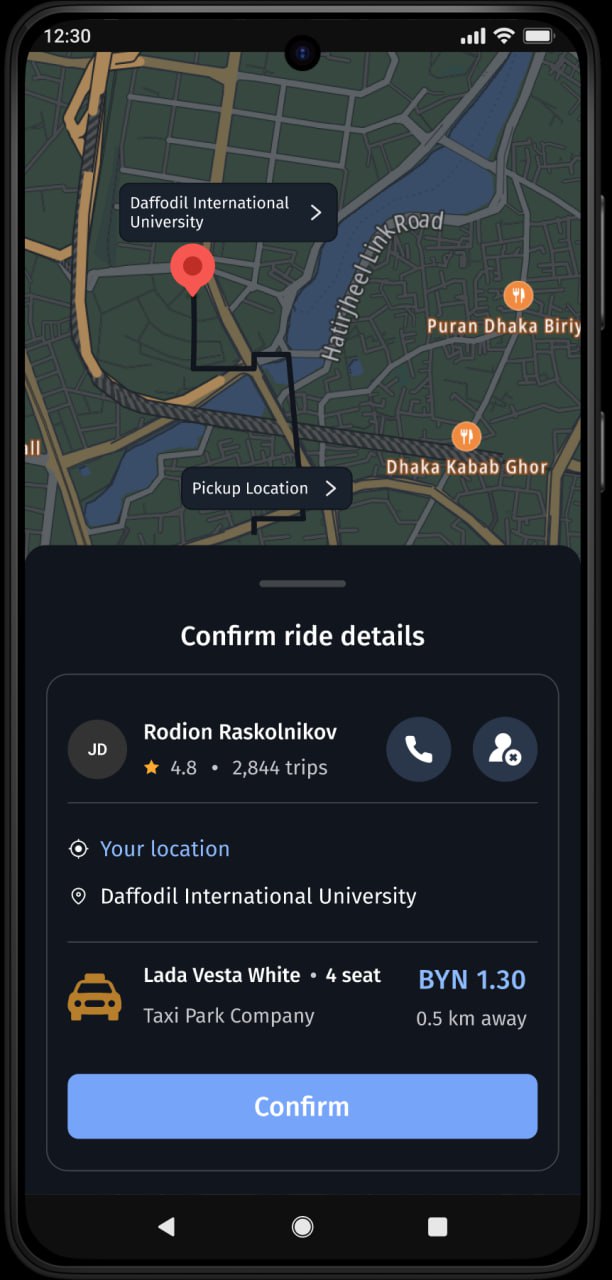 12:30
Daffodil International
University
Hatirjheel Link Road
Puran Dhaka Biriy
all
Dhaka Kabab Ghor
Pickup Location
Confirm ride details
JD
Rodion Raskolnikov
4.8 • 2,844 trips
Your location
Daffodil International University
Lada Vesta White • 4 seat
BYN 1.30
Taxi Park Company
0.5 km away
Confirm